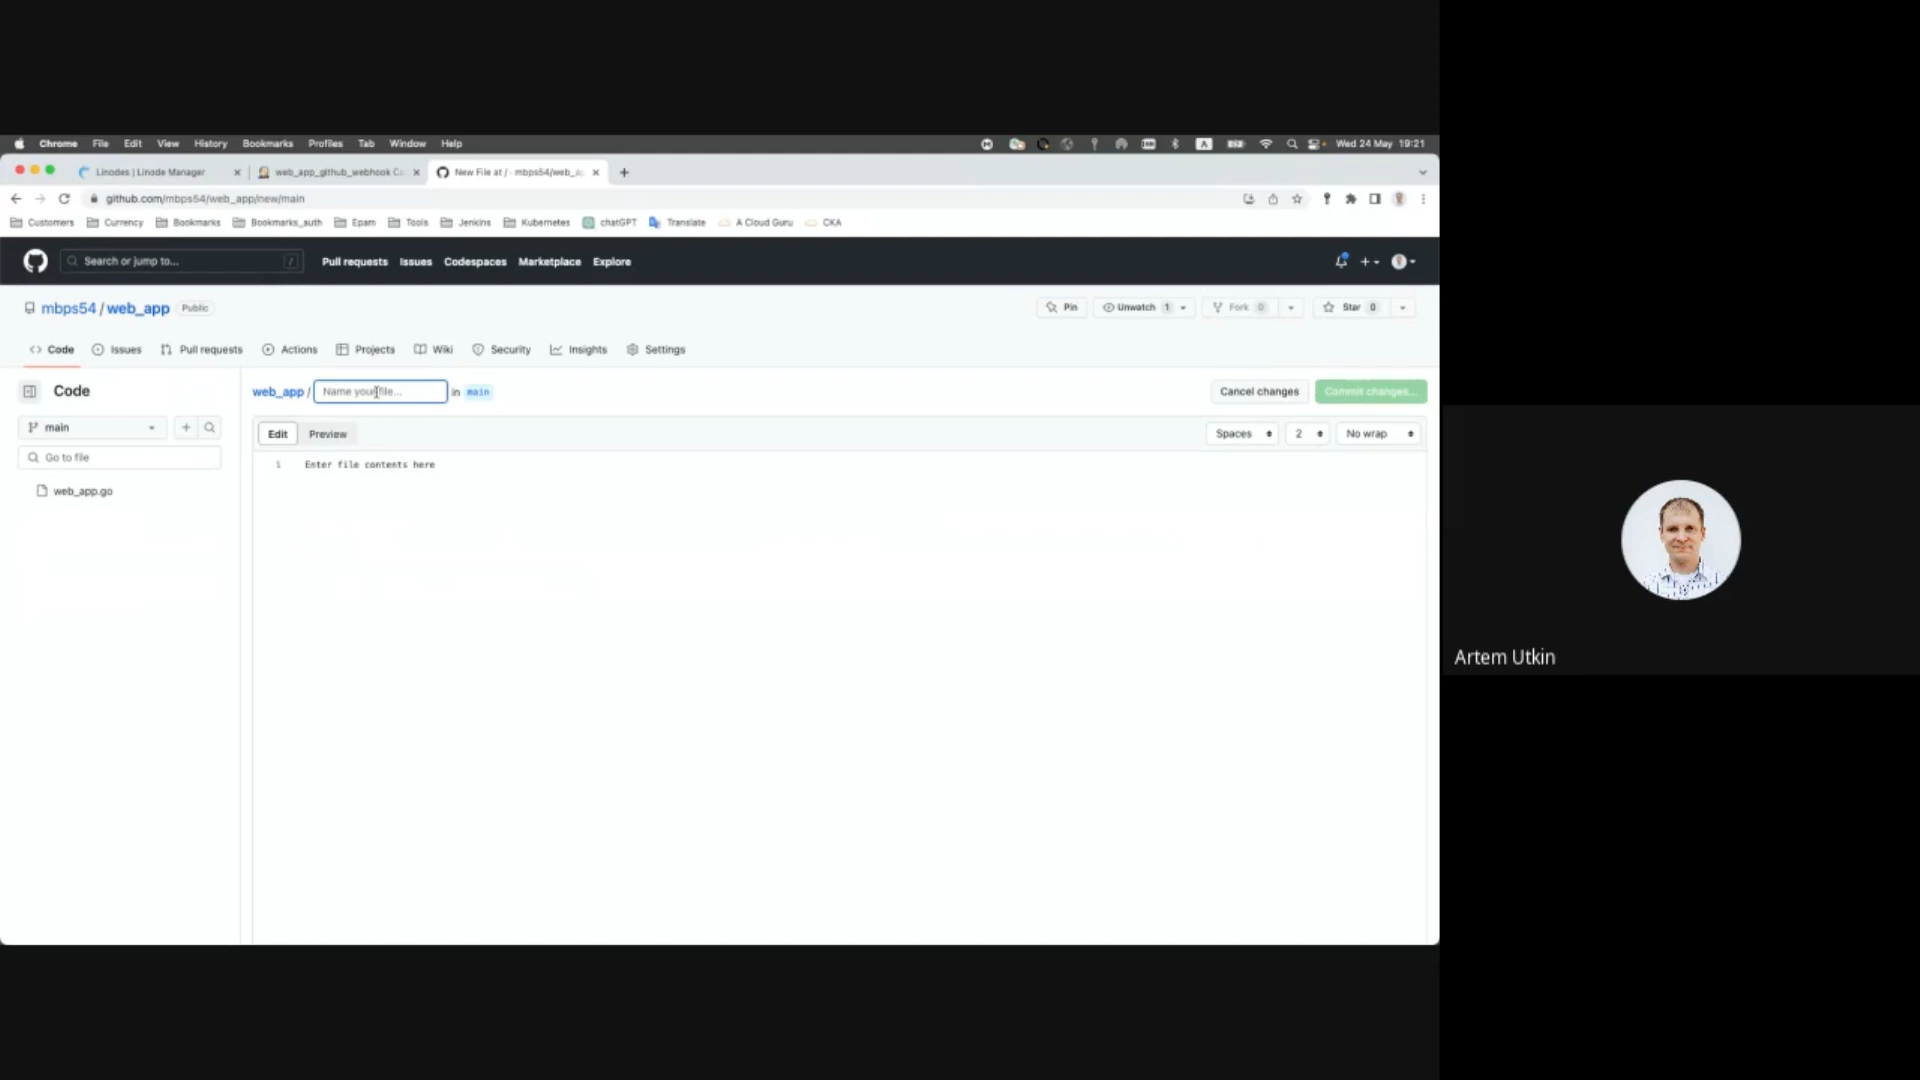 Chrome File Edit View History Bookmarks Profiles Tab Window Help
Wed 24 May 19:21
Linodes | Linode Manager
web_app_github_webhook
New File at / · mbps54/web_a
github.com/mbps54/web_app/new/main
Customers Currency Bookmarks Bookmarks_auth Epam Tools Jenkins Kubernetes chatGPT Translate A Cloud Guru CKA
Search or jump to... /
Pull requests Issues Codespaces Marketplace Explore
mbps54 / web_app Public
Pin Unwatch 1 Fork 0 Star 0
Code Issues Pull requests Actions Projects Wiki Security Insights Settings
Code
web_app / Name your file... in main
Cancel changes Commit changes...
main
Edit Preview
Spaces 2 No wrap
Go to file
1 Enter file contents here
web_app.go
Artem Utkin